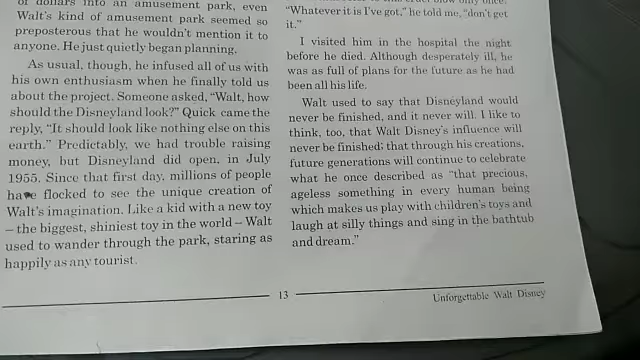 of dollars into an amusement park, even
Walt's kind of amusement park seemed so
preposterous that he wouldn't mention it to
anyone. He just quietly began planning.
As usual, though, he infused all of us with
his own enthusiasm when he finally told us
about the project. Someone asked, "Walt, how
should the Disneyland look?" Quick came the
reply, "It should look like nothing else on this
earth." Predictably, we had trouble raising
money, but Disneyland did open, in July
1955. Since that first day, millions of people
have flocked to see the unique creation of
Walt's imagination. Like a kid with a new toy
– the biggest, shiniest toy in the world – Walt
used to wander through the park, staring as
happily as any tourist.
"Whatever it is I've got," he told me, "don't get
it."
I visited him in the hospital the night
before he died. Although desperately ill, he
was as full of plans for the future as he had
been all his life.
Walt used to say that Disneyland would
never be finished, and it never will. I like to
think, too, that Walt Disney's influence will
never be finished; that through his creations,
future generations will continue to celebrate
what he once described as "that precious,
ageless something in every human being
which makes us play with children's toys and
laugh at silly things and sing in the bathtub
and dream."
13
Unforgettable Walt Disney